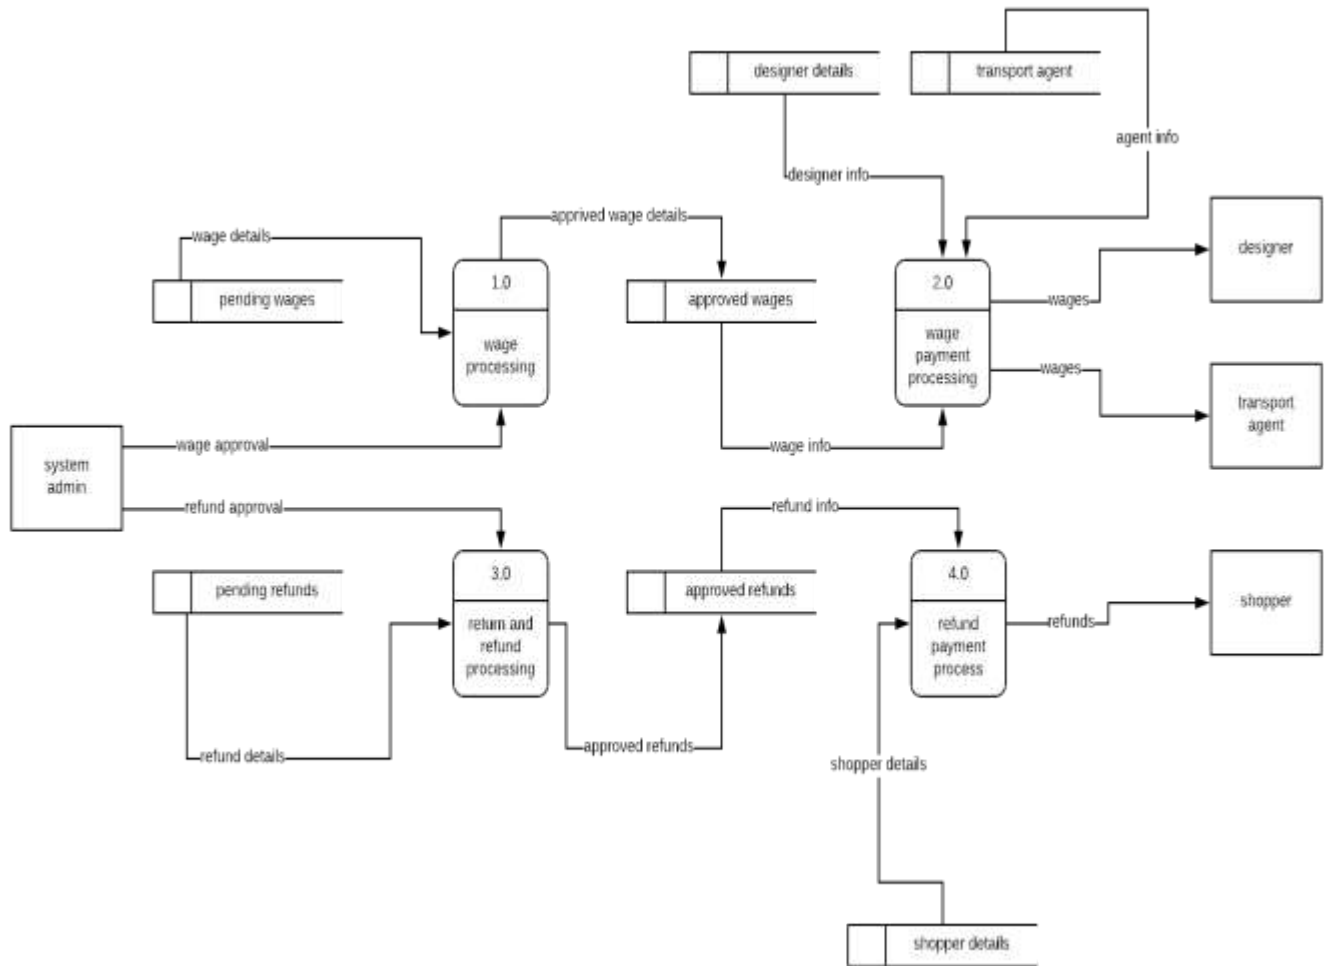 designer details
transport agent
agent info
designer info
apprived wage details
wage details
designer
1.0
2.0
pending wages
approved wages
wages
wage
processing
wage
payment
processing
wages
transport
agent
wage approval
wage info
system
admin
refund approval
refund info
3.0
4.0
pending refunds
approved refunds
shopper
return and
refund
processing
refund
payment
process
refunds
refund details
approved refunds
shopper details
shopper details